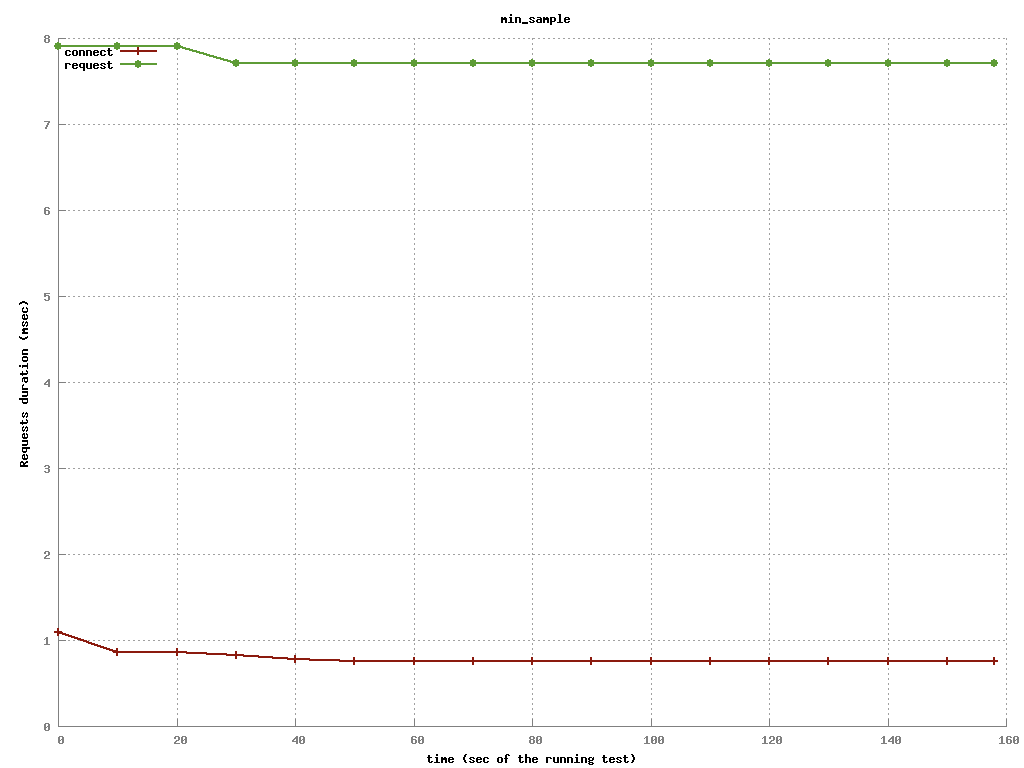 min_sample
8
connect
request
7
6
5
4
3
2
1
0
Requests duration (msec)
0 20 40 60 80 100 120 140 160
time (sec of the running test)